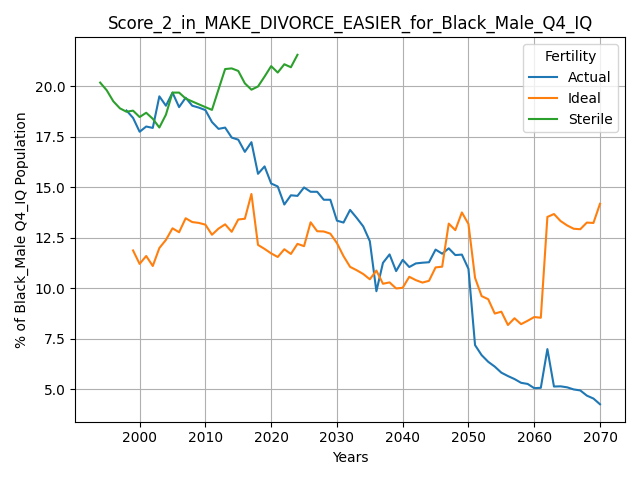 Score_2_in_MAKE_DIVORCE_EASIER_for_Black_Male_Q4_IQ
Fertility
Actual
Ideal
Sterile
% of Black_Male Q4_IQ Population
20.0
17.5
15.0
12.5
10.0
7.5
5.0
2000 2010 2020 2030 2040 2050 2060 2070
Years